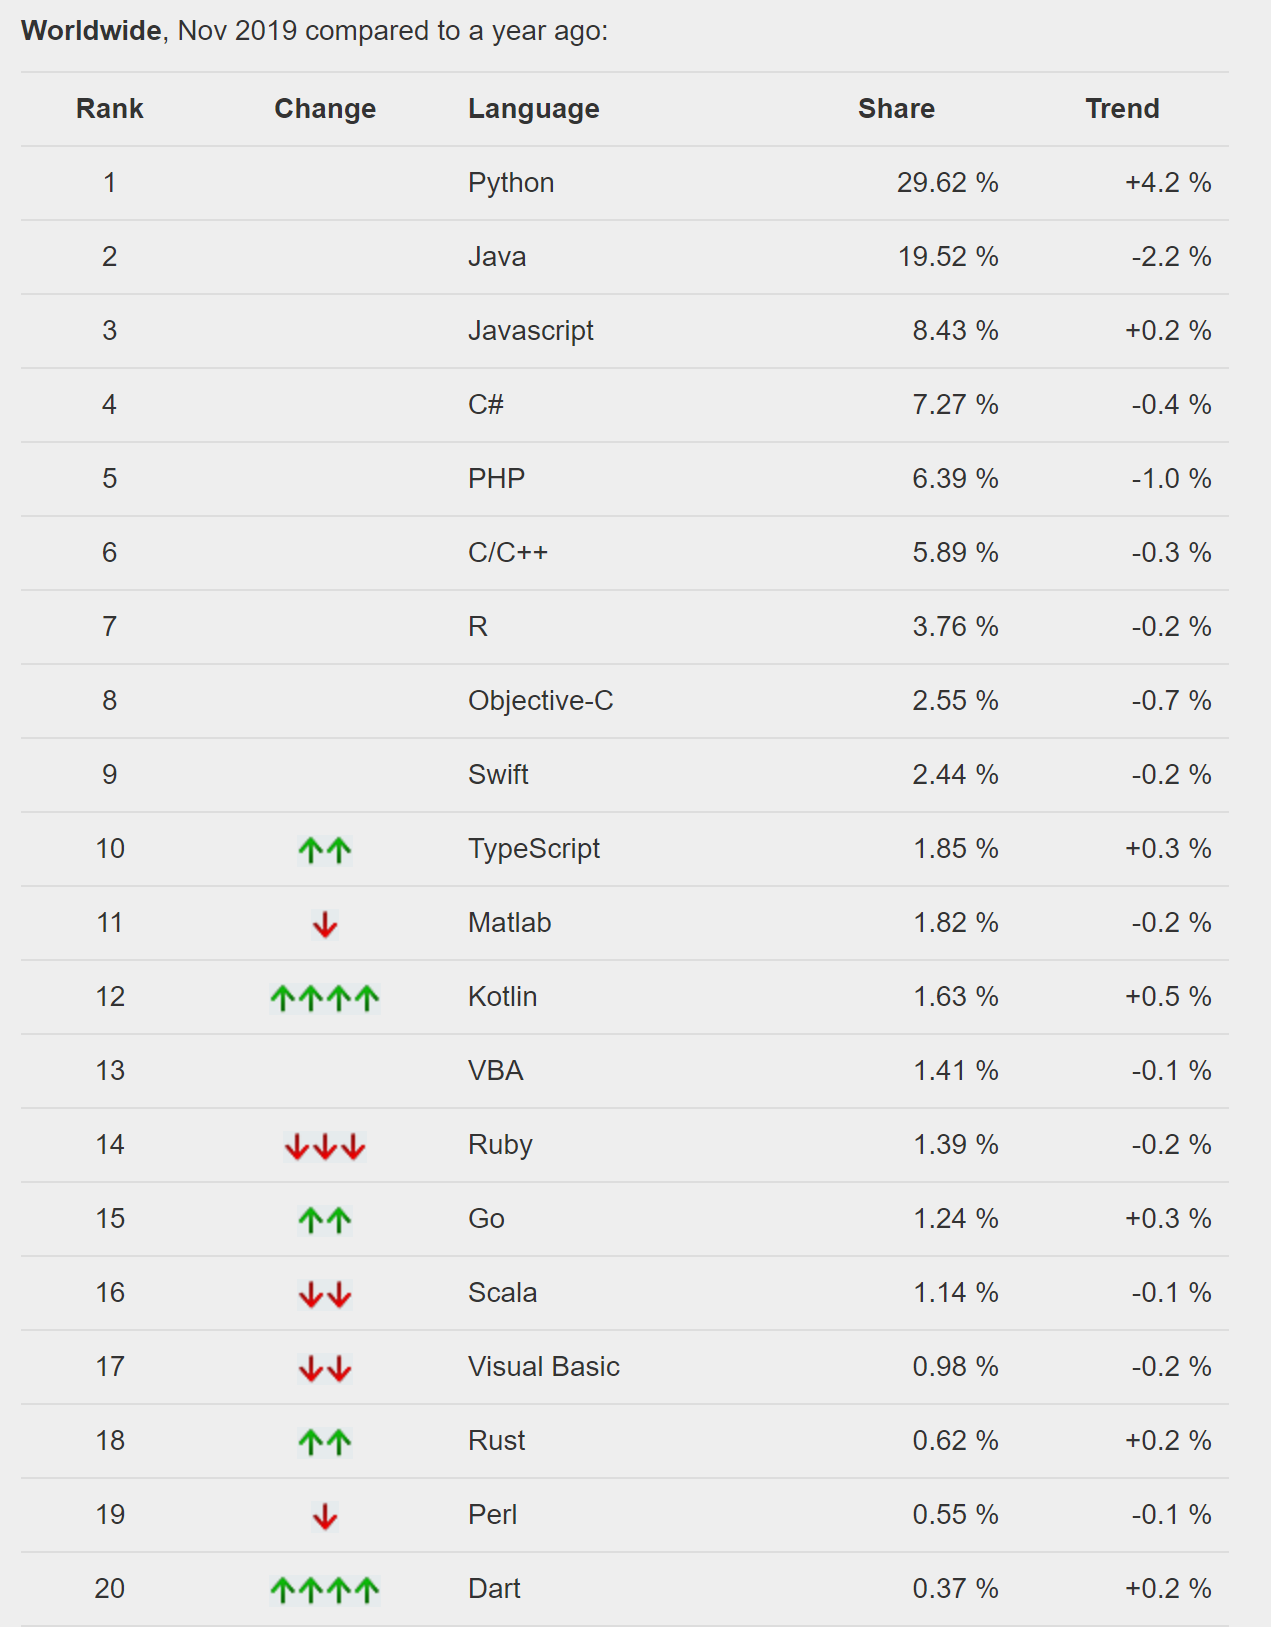 Worldwide, Nov 2019 compared to a year ago:
Rank Change Language Share Trend
1 Python 29.62 % +4.2 %
2 Java 19.52 % -2.2 %
3 Javascript 8.43 % +0.2 %
4 C# 7.27 % -0.4 %
5 PHP 6.39 % -1.0 %
6 C/C++ 5.89 % -0.3 %
7 R 3.76 % -0.2 %
8 Objective-C 2.55 % -0.7 %
9 Swift 2.44 % -0.2 %
10 ↑↑ TypeScript 1.85 % +0.3 %
11 ↓ Matlab 1.82 % -0.2 %
12 ↑↑↑↑ Kotlin 1.63 % +0.5 %
13 VBA 1.41 % -0.1 %
14 ↓↓↓ Ruby 1.39 % -0.2 %
15 ↑↑ Go 1.24 % +0.3 %
16 ↓↓ Scala 1.14 % -0.1 %
17 ↓↓ Visual Basic 0.98 % -0.2 %
18 ↑↑ Rust 0.62 % +0.2 %
19 ↓ Perl 0.55 % -0.1 %
20 ↑↑↑↑ Dart 0.37 % +0.2 %